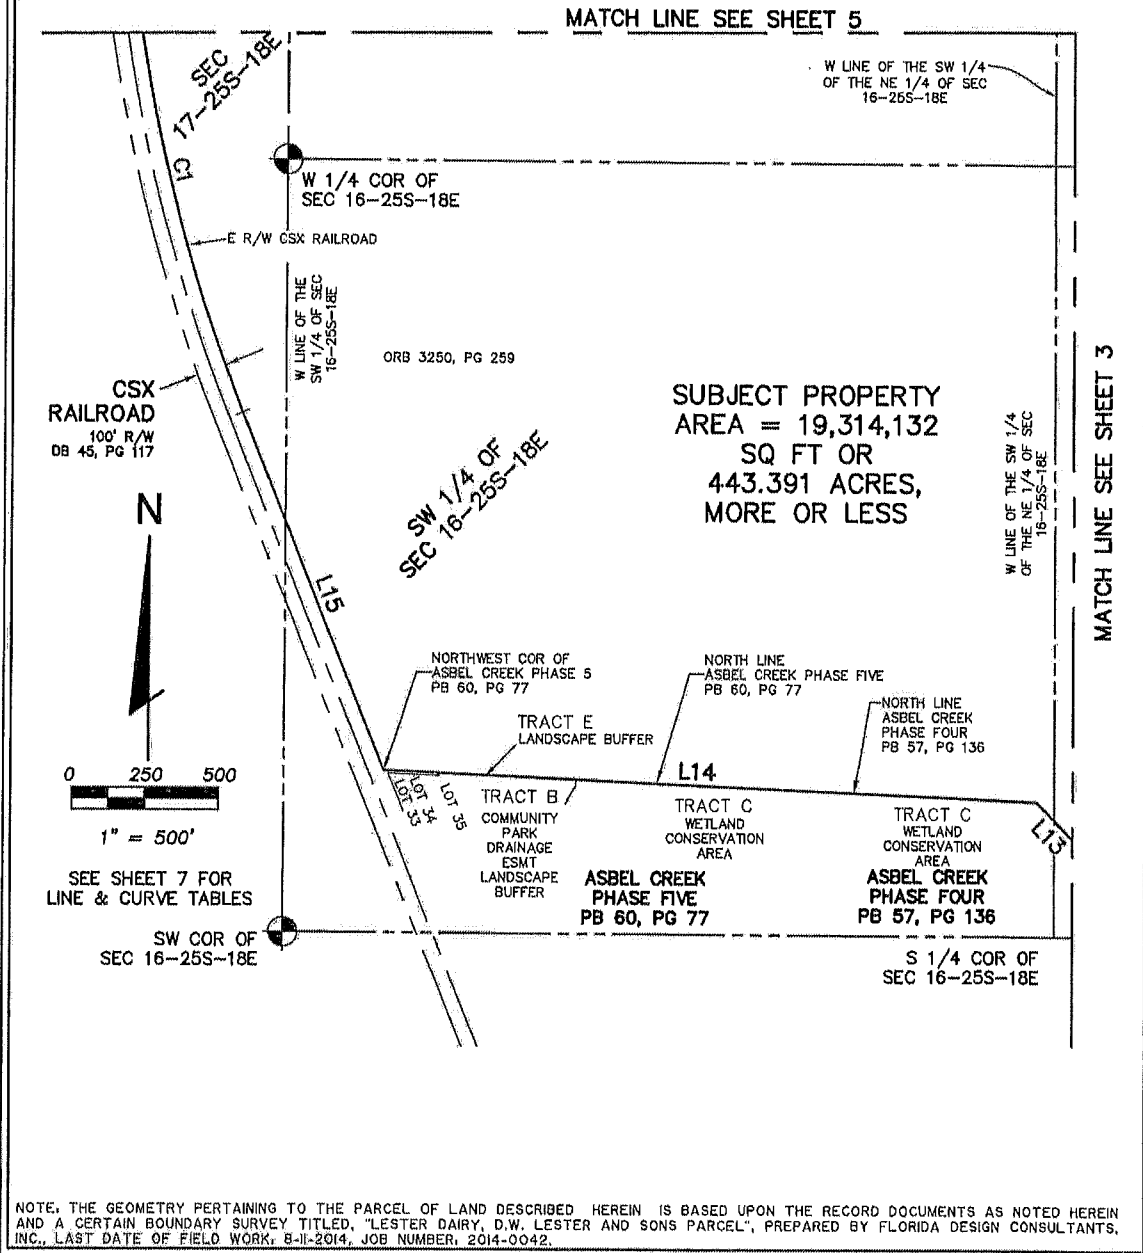 MATCH LINE SEE SHEET 5
SEC
17-25S-18E
W LINE OF THE SW 1/4
OF THE NE 1/4 OF SEC
16-25S-18E
C1
W 1/4 COR OF
SEC 16-25S-18E
E R/W CSX RAILROAD
W LINE OF THE
SW 1/4 OF SEC
16-25S-18E
ORB 3250, PG 259
CSX
RAILROAD
100' R/W
DB 45, PG 117
SUBJECT PROPERTY
AREA = 19,314,132
SQ FT OR
443.391 ACRES,
MORE OR LESS
MATCH LINE SEE SHEET 3
W LINE OF THE SW 1/4
OF THE NE 1/4 OF SEC
16-25S-18E
SW 1/4 OF
SEC 16-25S-18E
N
L15
NORTHWEST COR OF
ASBEL CREEK PHASE 5
PB 60, PG 77
NORTH LINE
ASBEL CREEK PHASE FIVE
PB 60, PG 77
NORTH LINE
ASBEL CREEK
PHASE FOUR
PB 57, PG 136
TRACT E
LANDSCAPE BUFFER
L14
L13
0 250 500
1" = 500'
LOT 33
LOT 34
LOT 35
TRACT B
COMMUNITY
PARK
DRAINAGE
ESMT
LANDSCAPE
BUFFER
TRACT C
WETLAND
CONSERVATION
AREA
TRACT C
WETLAND
CONSERVATION
AREA
SEE SHEET 7 FOR
LINE & CURVE TABLES
ASBEL CREEK
PHASE FIVE
PB 60, PG 77
ASBEL CREEK
PHASE FOUR
PB 57, PG 136
SW COR OF
SEC 16-25S-18E
S 1/4 COR OF
SEC 16-25S-18E
NOTE: THE GEOMETRY PERTAINING TO THE PARCEL OF LAND DESCRIBED HEREIN IS BASED UPON THE RECORD DOCUMENTS AS NOTED HEREIN
AND A CERTAIN BOUNDARY SURVEY TITLED, "LESTER DAIRY, D.W. LESTER AND SONS PARCEL", PREPARED BY FLORIDA DESIGN CONSULTANTS,
INC., LAST DATE OF FIELD WORK: 8-11-2014, JOB NUMBER: 2014-0042.